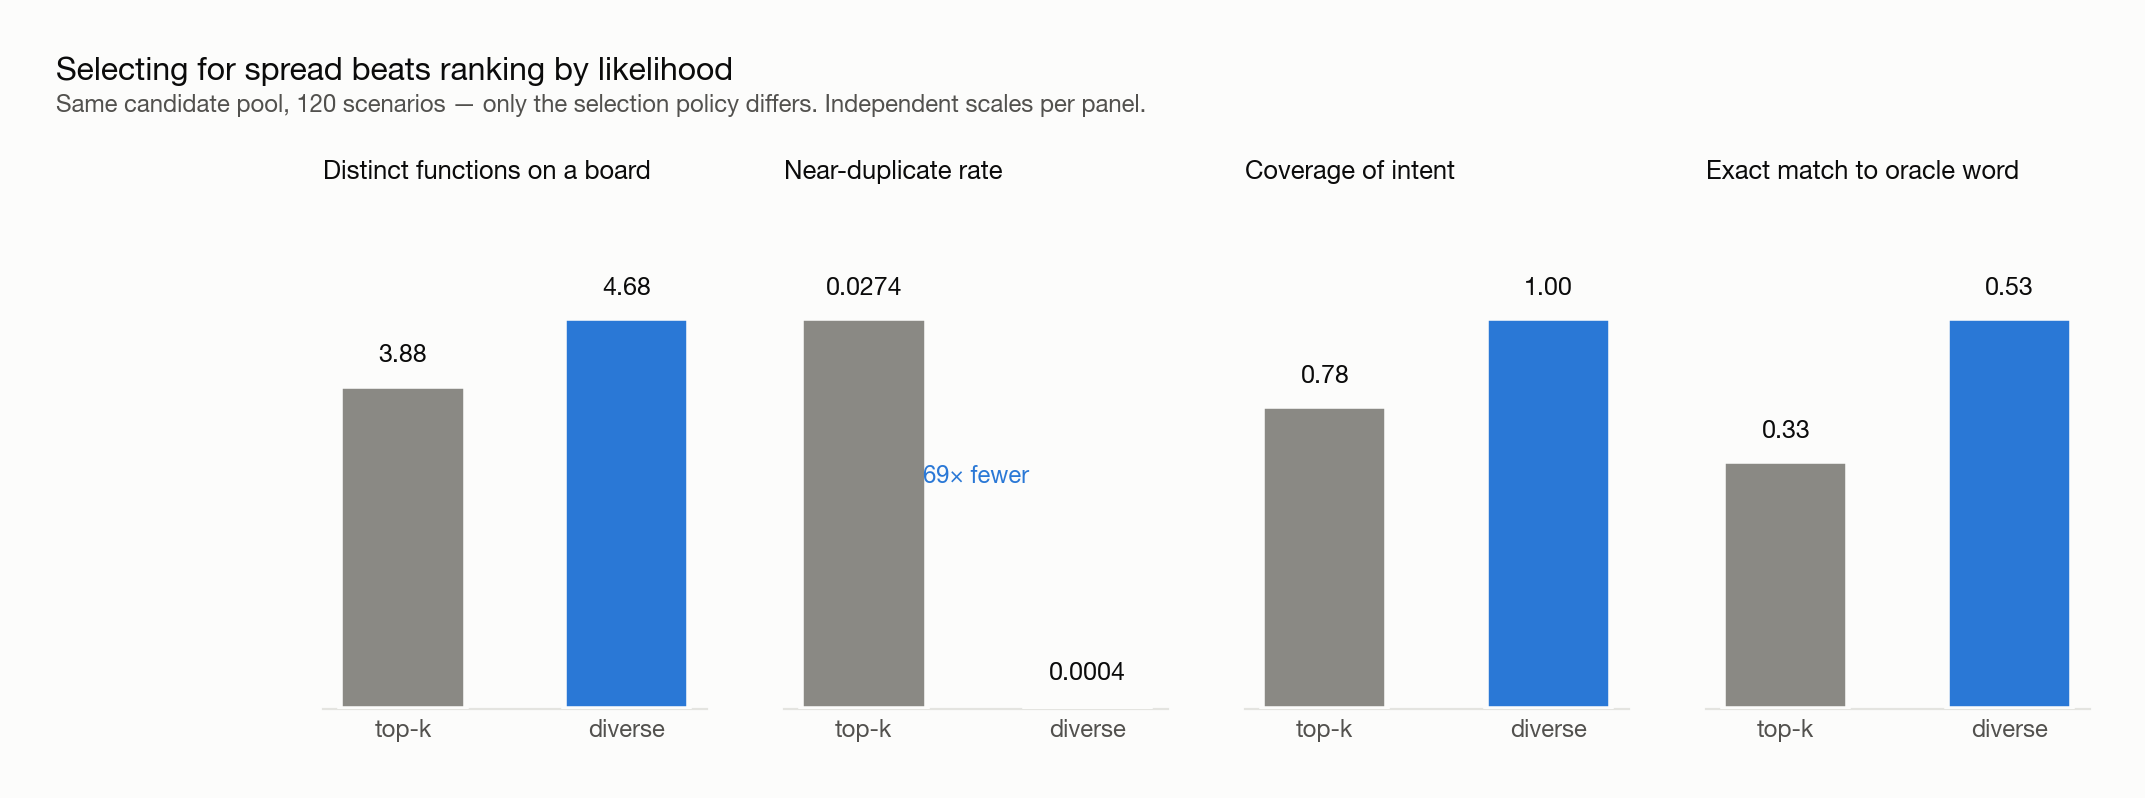 Selecting for spread beats ranking by likelihood
Same candidate pool, 120 scenarios — only the selection policy differs. Independent scales per panel.
Distinct functions on a board
3.88
4.68
top-k
diverse
Near-duplicate rate
0.0274
69× fewer
0.0004
top-k
diverse
Coverage of intent
0.78
1.00
top-k
diverse
Exact match to oracle word
0.33
0.53
top-k
diverse